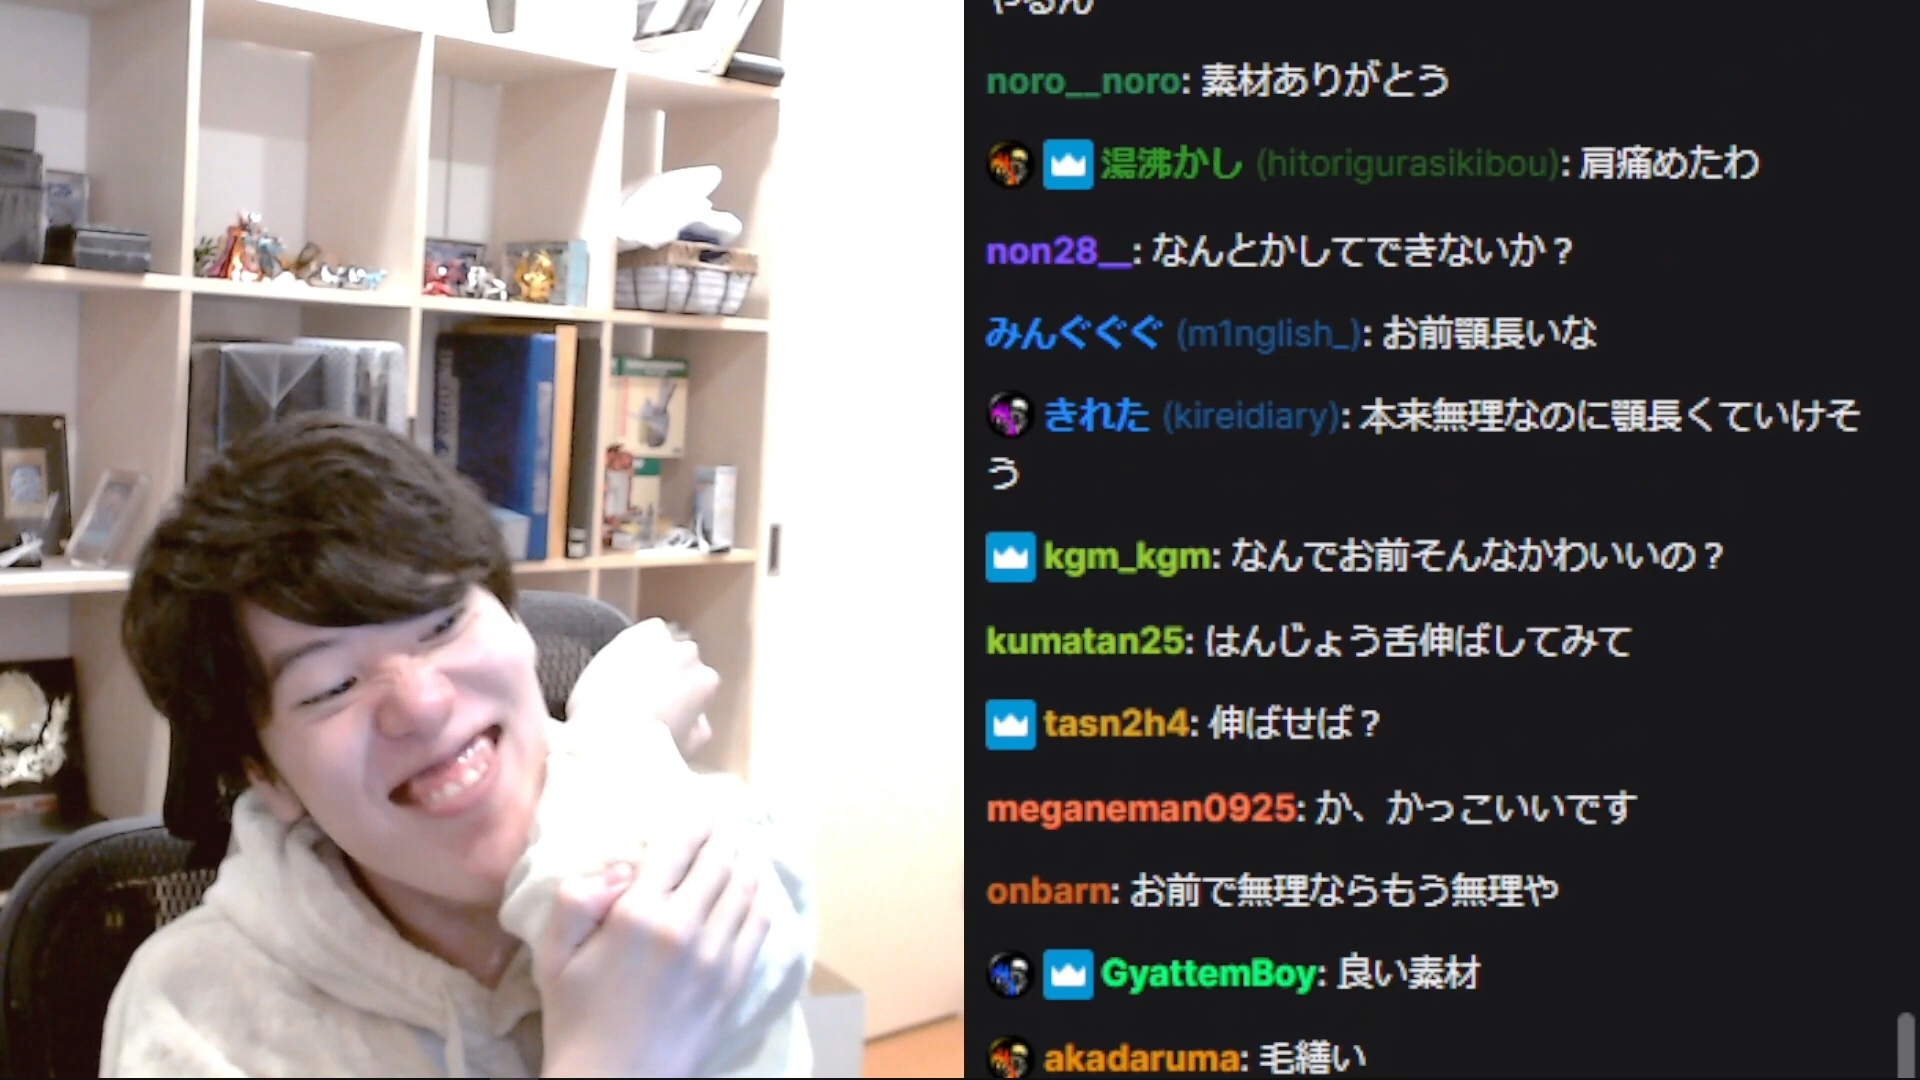 やるん
noro__noro: 素材ありがとう
湯沸かし (hitorigurasikibou): 肩痛めたわ
non28__: なんとかしてできないか？
みんぐぐぐ (m1nglish_): お前顎長いな
きれた (kireidiary): 本来無理なのに顎長くていけそ
う
kgm_kgm: なんでお前そんなかわいいの？
kumatan25: はんじょう舌伸ばしてみて
tasn2h4: 伸ばせば？
meganeman0925: か、かっこいいです
onbarn: お前で無理ならもう無理や
GyattemBoy: 良い素材
akadaruma: 毛繕い